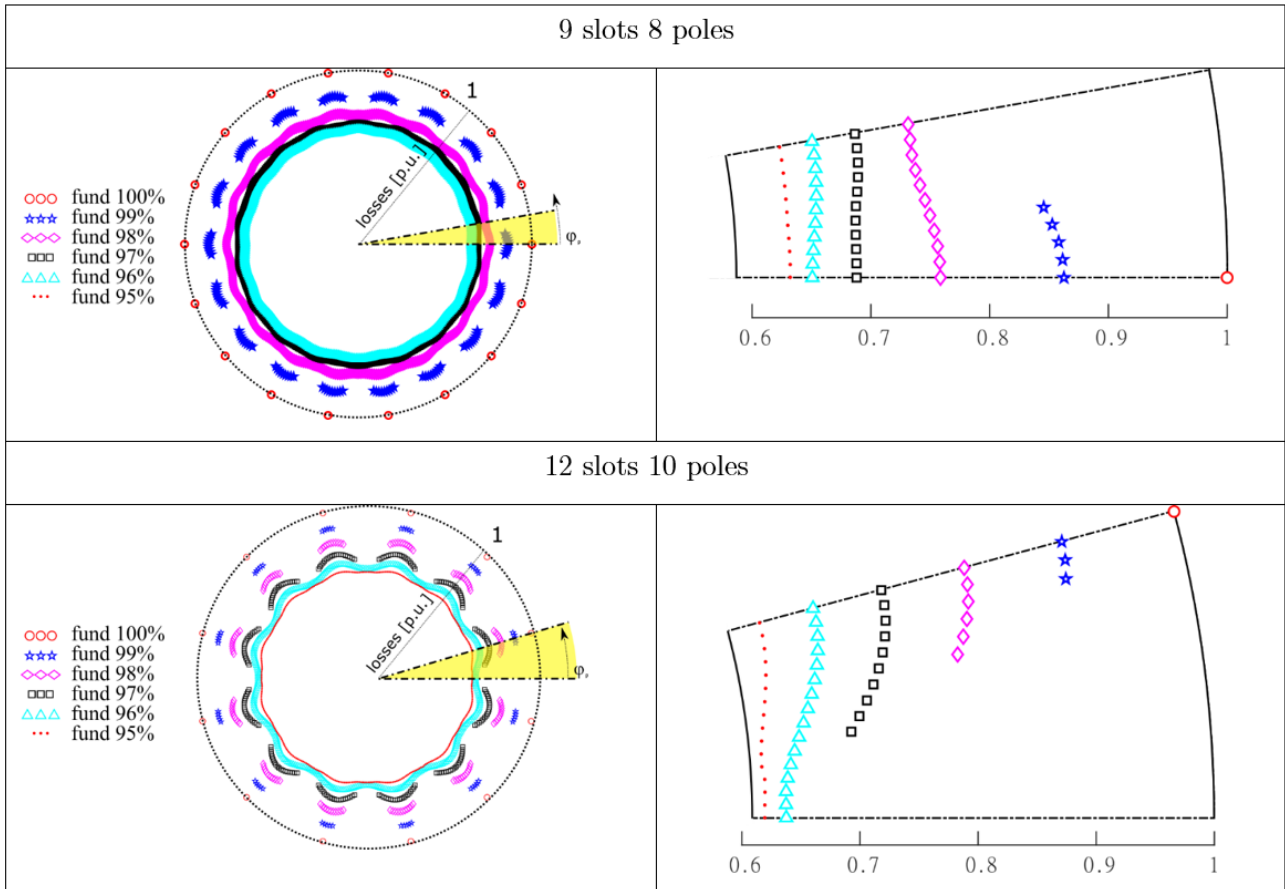 9 slots 8 poles
1
losses [p.u.]
φs
fund 100%
fund 99%
fund 98%
fund 97%
fund 96%
fund 95%
0.6 0.7 0.8 0.9 1
12 slots 10 poles
1
losses [p.u.]
φs
fund 100%
fund 99%
fund 98%
fund 97%
fund 96%
fund 95%
0.6 0.7 0.8 0.9 1